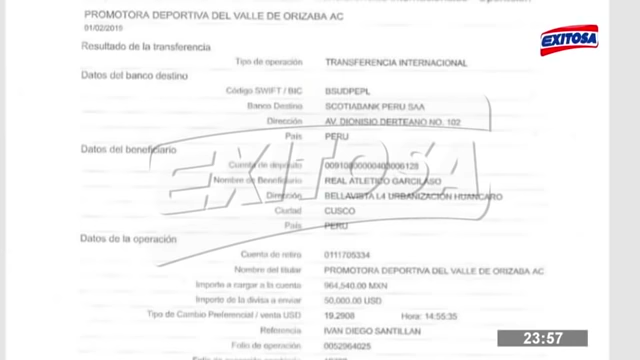 PROMOTORA DEPORTIVA DEL VALLE DE ORIZABA AC
01/02/2019
EXITOSA
Resultado de la transferencia
Tipo de operación TRANSFERENCIA INTERNACIONAL
Datos del banco destino
Código SWIFT / BIC BSUDPEPL
Banco Destino SCOTIABANK PERU SAA
Dirección AV. DIONISIO DERTEANO NO. 102
País PERU
Datos del beneficiario
Cuenta de depósito
Nombre de Beneficiario REAL ATLETICO GARCILASO
Dirección BELLAVISTA L4 URBANIZACIÓN HUANCARO
Ciudad CUSCO
País PERU
EXITOSA
Datos de la operación
Cuenta de retiro 0111705334
Nombre del titular PROMOTORA DEPORTIVA DEL VALLE DE ORIZABA AC
Importe a cargar a la cuenta 964,540.00 MXN
Importe de la divisa a enviar 50,000.00 USD
Tipo de Cambio Preferencial / venta USD 19.2908 Hora: 14:55:35
Referencia IVAN DIEGO SANTILLAN
Folio de operación 0052964025
23:57